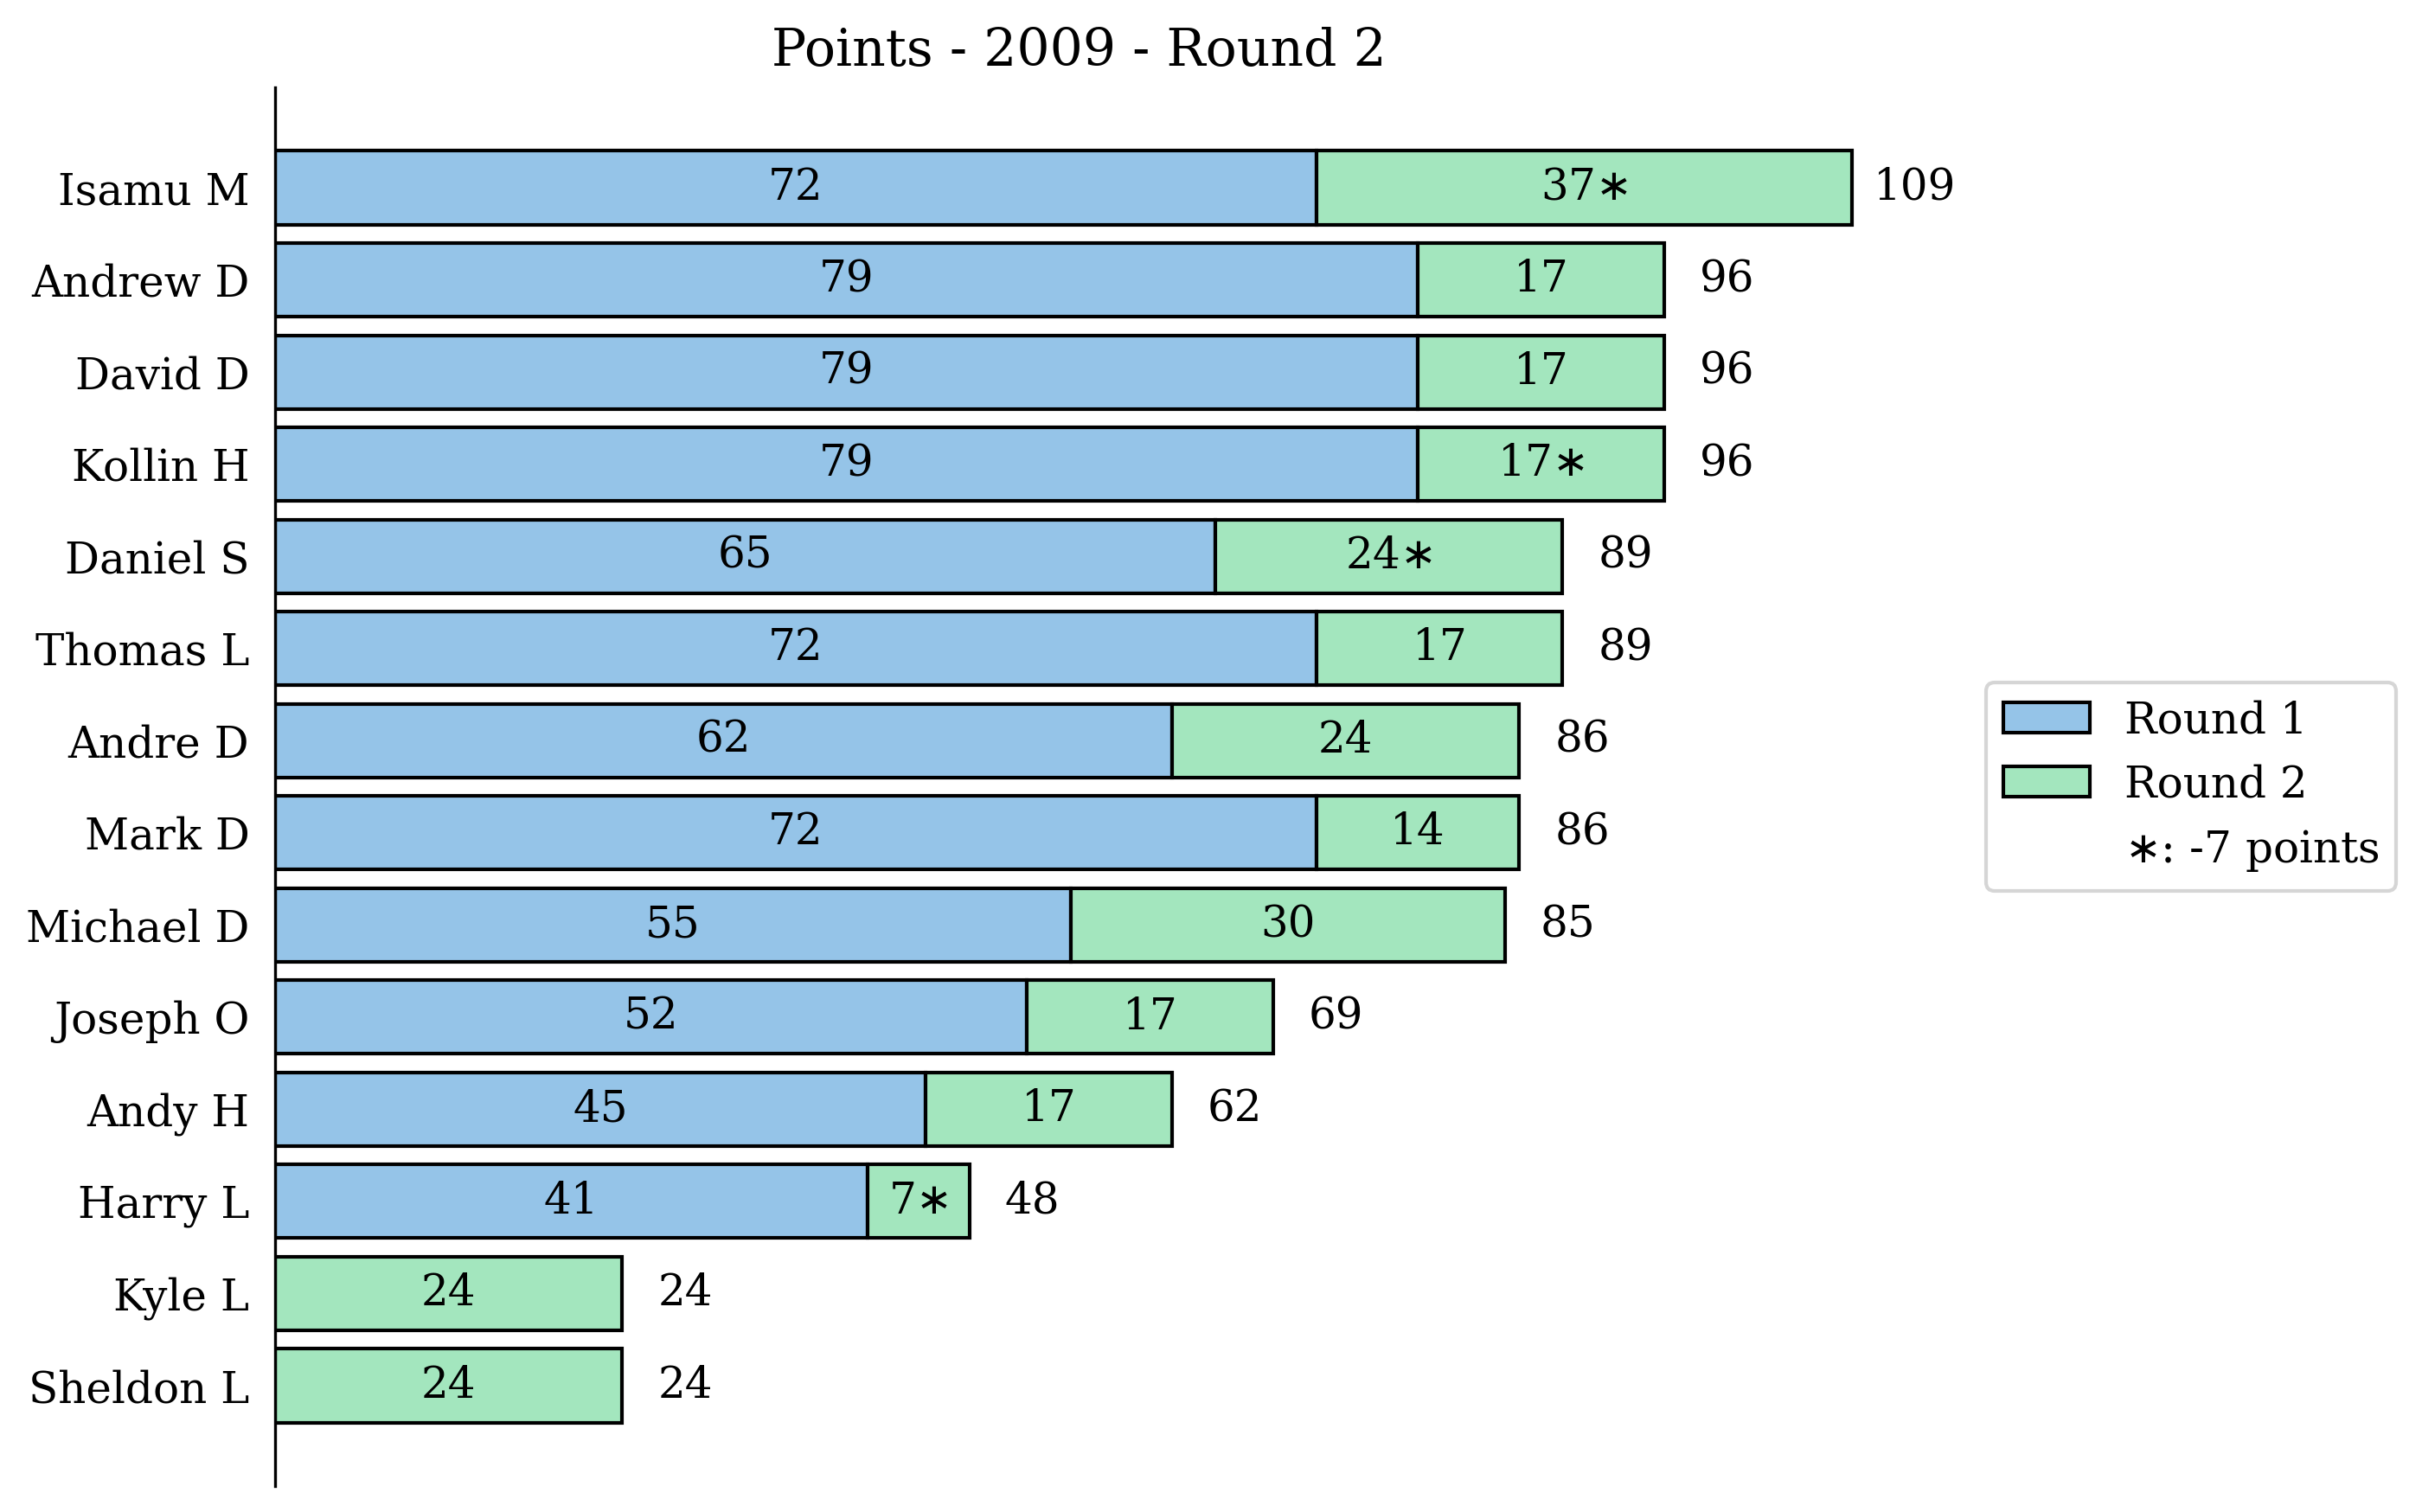 Points - 2009 - Round 2
Isamu M 72 37∗ 109
Andrew D 79 17 96
David D 79 17 96
Kollin H 79 17∗ 96
Daniel S 65 24∗ 89
Thomas L 72 17 89
Andre D 62 24 86
Mark D 72 14 86
Michael D 55 30 85
Joseph O 52 17 69
Andy H 45 17 62
Harry L 41 7∗ 48
Kyle L 24 24
Sheldon L 24 24
Round 1
Round 2
∗: -7 points